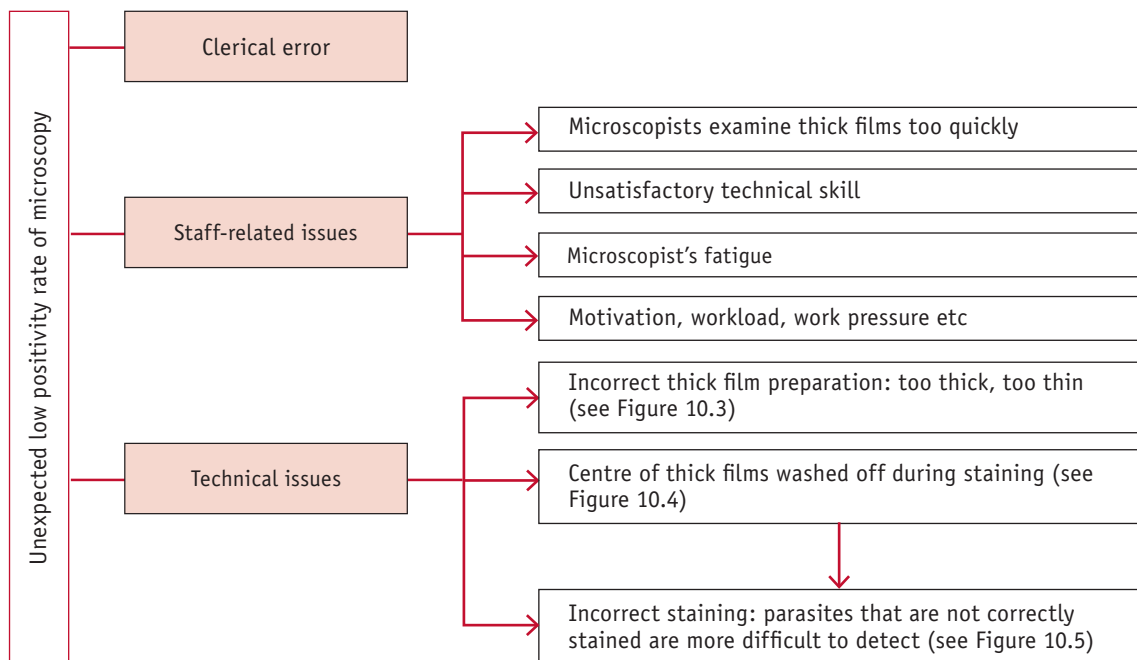 Unexpected low positivity rate of microscopy
Clerical error
Staff-related issues
Microscopists examine thick films too quickly
Unsatisfactory technical skill
Microscopist’s fatigue
Motivation, workload, work pressure etc
Technical issues
Incorrect thick film preparation: too thick, too thin
(see Figure 10.3)
Centre of thick films washed off during staining (see
Figure 10.4)
Incorrect staining: parasites that are not correctly
stained are more difficult to detect (see Figure 10.5)